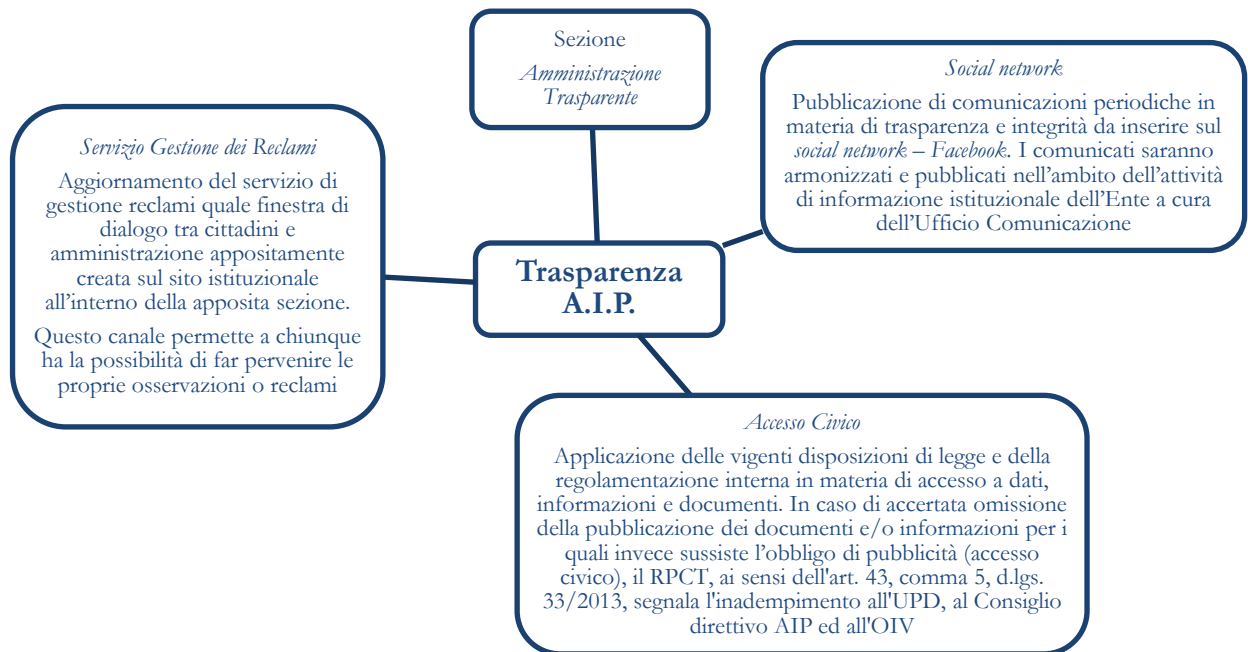 Sezione
Amministrazione
Trasparente
Social network
Pubblicazione di comunicazioni periodiche in
materia di trasparenza e integrità da inserire sul
social network – Facebook. I comunicati saranno
armonizzati e pubblicati nell’ambito dell’attività
di informazione istituzionale dell’Ente a cura
dell’Ufficio Comunicazione
Servizio Gestione dei Reclami
Aggiornamento del servizio di
gestione reclami quale finestra di
dialogo tra cittadini e
amministrazione appositamente
creata sul sito istituzionale
all’interno della apposita sezione.
Questo canale permette a chiunque
ha la possibilità di far pervenire le
proprie osservazioni o reclami
Trasparenza
A.I.P.
Accesso Civico
Applicazione delle vigenti disposizioni di legge e della
regolamentazione interna in materia di accesso a dati,
informazioni e documenti. In caso di accertata omissione
della pubblicazione dei documenti e/o informazioni per i
quali invece sussiste l’obbligo di pubblicità (accesso
civico), il RPCT, ai sensi dell'art. 43, comma 5, d.lgs.
33/2013, segnala l'inadempimento all'UPD, al Consiglio
direttivo AIP ed all'OIV